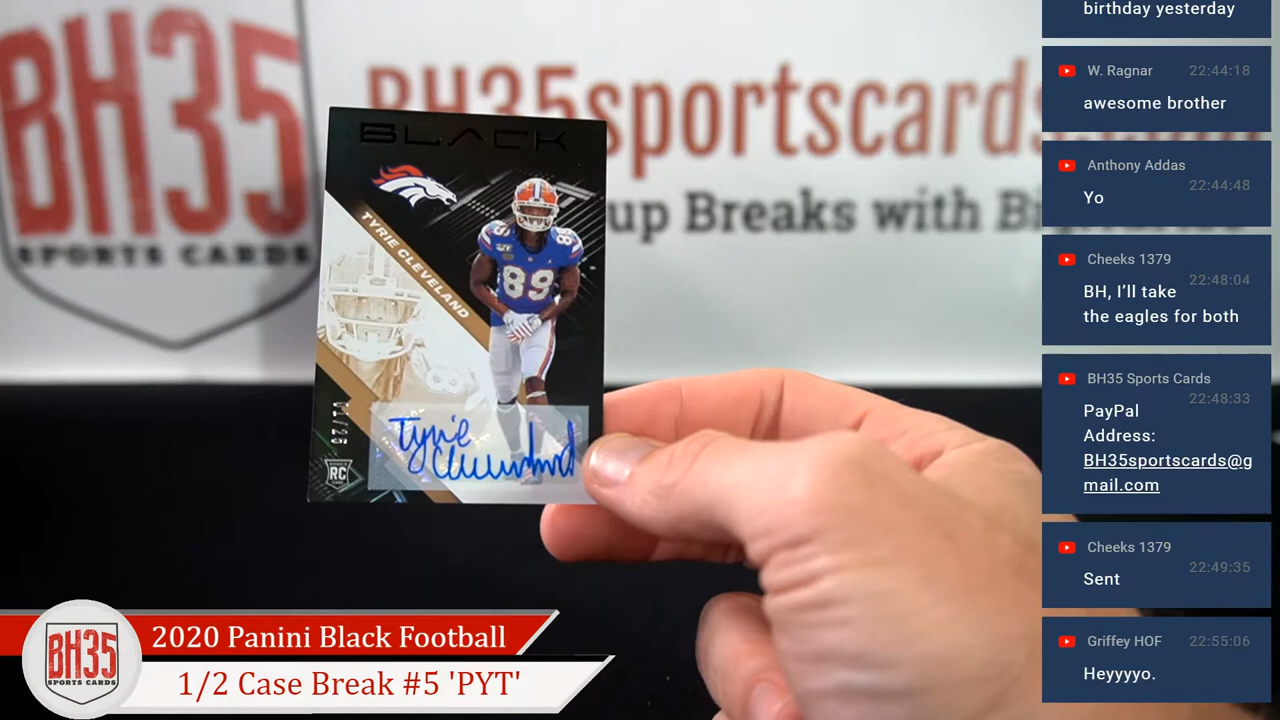 BH35
SPORTS CARDS
BH35sportscards.com
up Breaks with Big
BLACK
TYRIE CLEVELAND
89
Tyrie Cleveland
RC
birthday yesterday
W. Ragnar 22:44:18
awesome brother
Anthony Addas
22:44:48
Yo
Cheeks 1379
22:48:04
BH, I’ll take
the eagles for both
BH35 Sports Cards
22:48:33
PayPal
Address:
BH35sportscards@g
mail.com
Cheeks 1379
22:49:35
Sent
Griffey HOF 22:55:06
Heyyyyo.
BH35
SPORTS CARDS
2020 Panini Black Football
1/2 Case Break #5 'PYT'